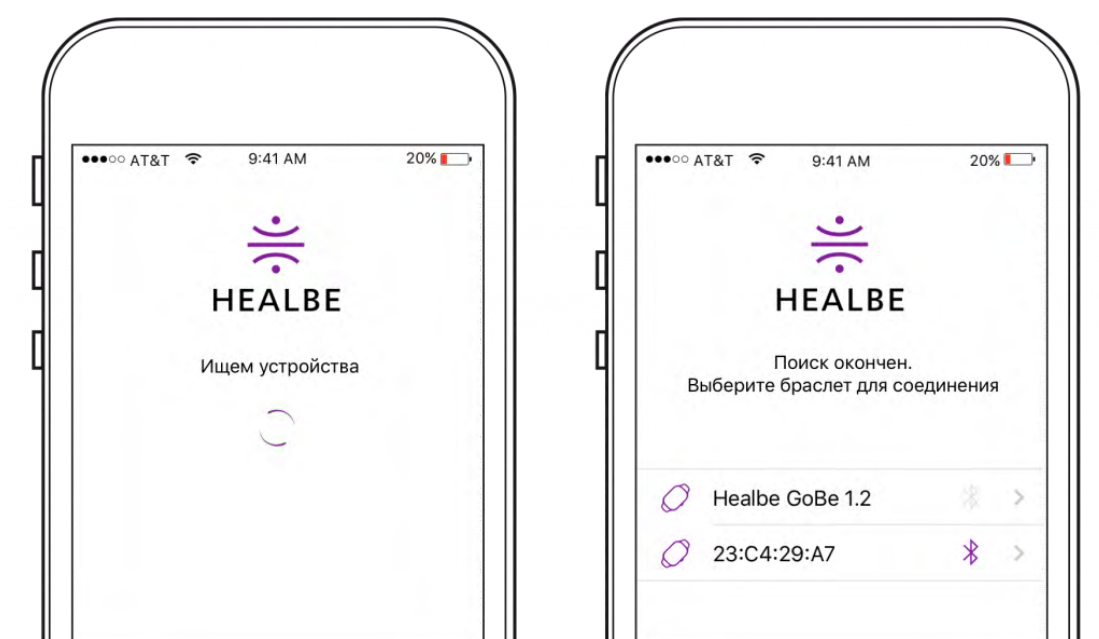 AT&T 9:41 AM 20%
HEALBE
Ищем устройства
AT&T 9:41 AM 20%
HEALBE
Поиск окончен.
Выберите браслет для соединения
Healbe GoBe 1.2
23:C4:29:A7